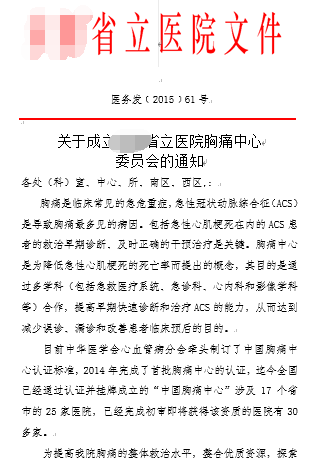 省立医院文件
医务发〔2015〕61 号
关于成立 省立医院胸痛中心
委员会的通知
各处（科）室、中心、所、南区、西区,：
胸痛是临床常见的急危重症,急性冠状动脉综合征(ACS)
是导致胸痛最多见的病因。包括急性心肌梗死在内的 ACS 患
者的救治早期诊断、及时正确的干预治疗是关键。胸痛中心
是为降低急性心肌梗死的死亡率而提出的概念，其目的是通
过多学科（包括急救医疗系统、急诊科、心内科和影像学科
等）合作，提高早期快速诊断和治疗 ACS 的能力，从而达到
减少误诊、漏诊和改善患者临床预后的目的。
目前中华医学会心血管病分会牵头制订了中国胸痛中
心认证标准，2014 年完成了首批胸痛中心的认证，迄今全国
已经通过认证并挂牌成立的“中国胸痛中心”涉及 17 个省
市的 25 家医院，已经完成初审即将获得该资质的医院有 30
多家。
为提高我院胸痛的整体救治水平，整合优质资源，探索